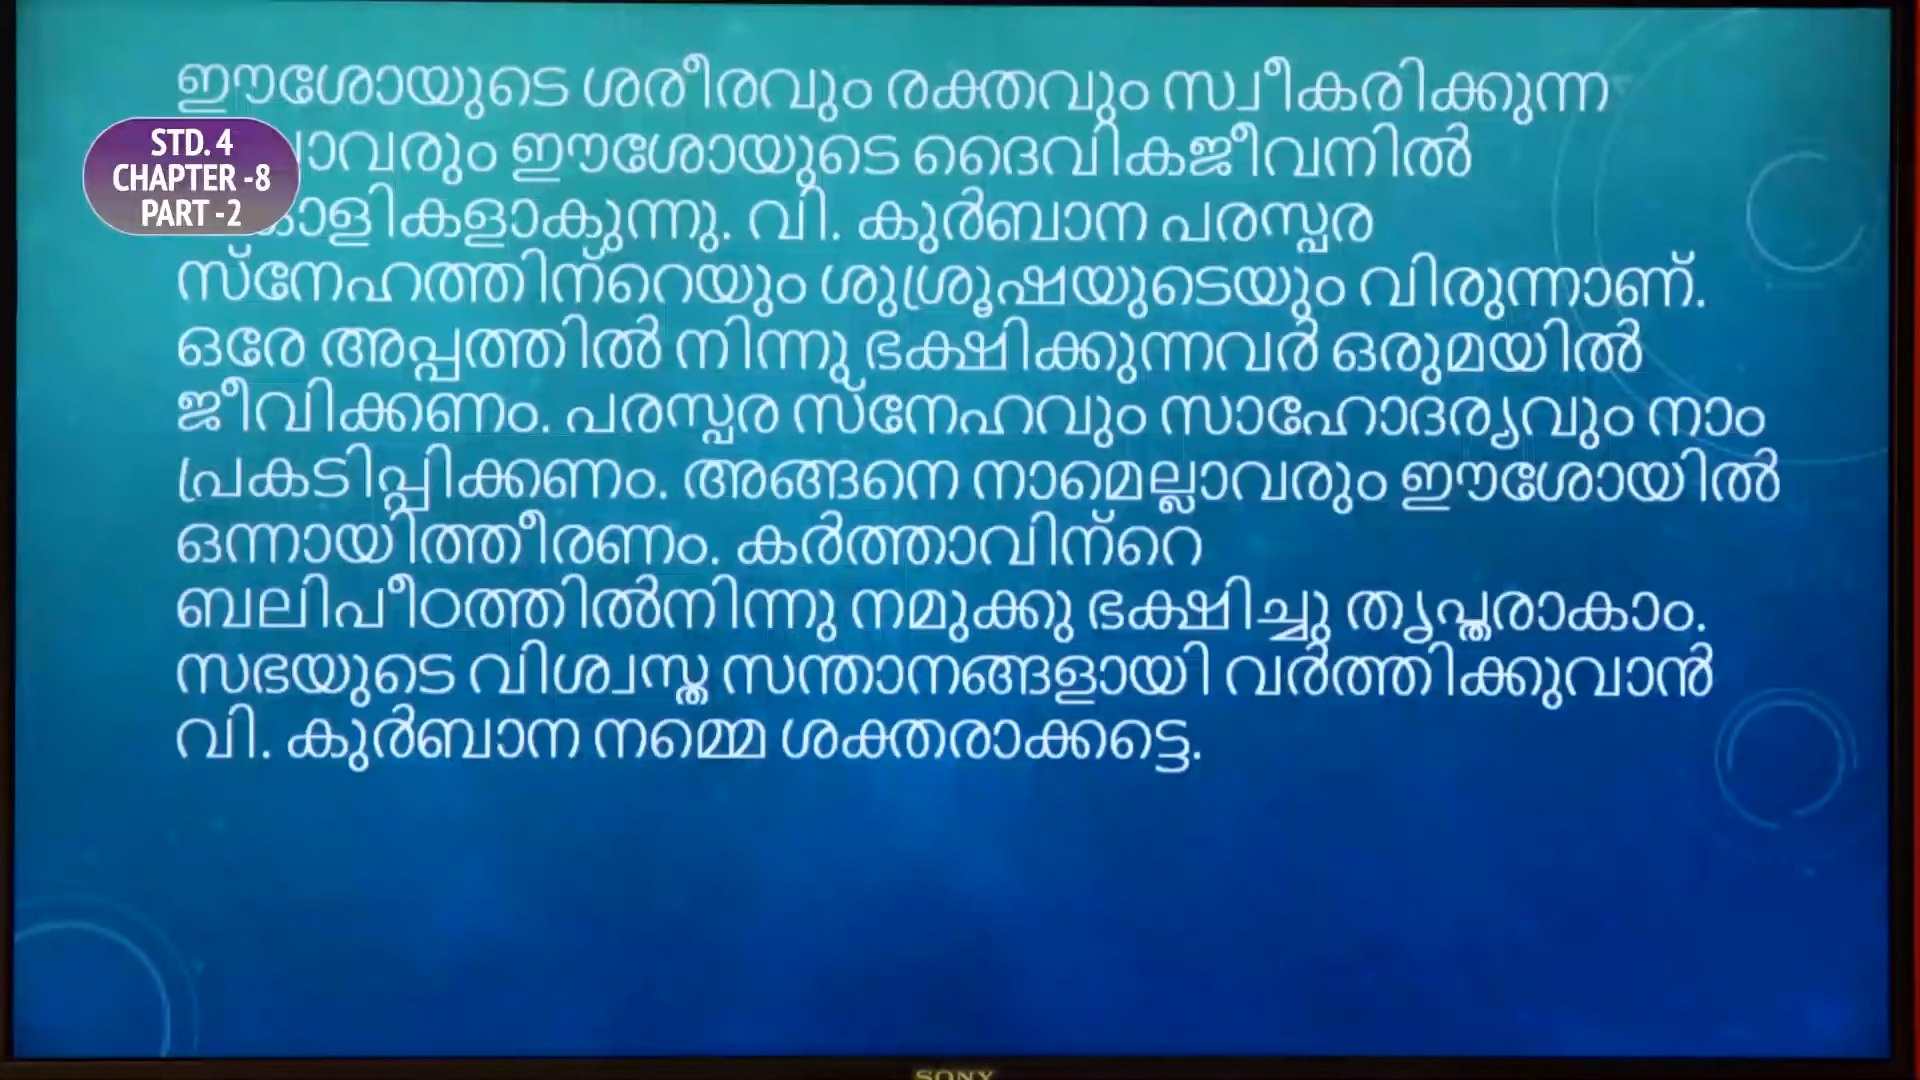 ഈശോയുടെ ശരീരവും രക്തവും സ്വീകരിക്കുന്ന
STD. 4
CHAPTER -8
PART -2
ഈശോയുടെ ദൈവികജീവനിൽ
വി. കുർബാന പരസ്പര
സ്നേഹത്തിന്റെയും ശുശ്രൂഷയുടെയും വിരുന്നാണ്.
ഒരേ അപ്പത്തിൽ നിന്നു ഭക്ഷിക്കുന്നവർ ഒരുമയിൽ
ജീവിക്കണം. പരസ്പര സ്നേഹവും സാഹോദര്യവും നാം
പ്രകടിപ്പിക്കണം. അങ്ങനെ നാമെല്ലാവരും ഈശോയിൽ
ഒന്നായിത്തീരണം. കർത്താവിന്റെ
ബലിപീഠത്തിൽനിന്നു നമുക്കു ഭക്ഷിച്ചു തൃപ്തരാകാം.
സഭയുടെ വിശ്വസ്ത സന്താനങ്ങളായി വർത്തിക്കുവാൻ
വി. കുർബാന നമ്മെ ശക്തരാക്കട്ടെ.
SONY